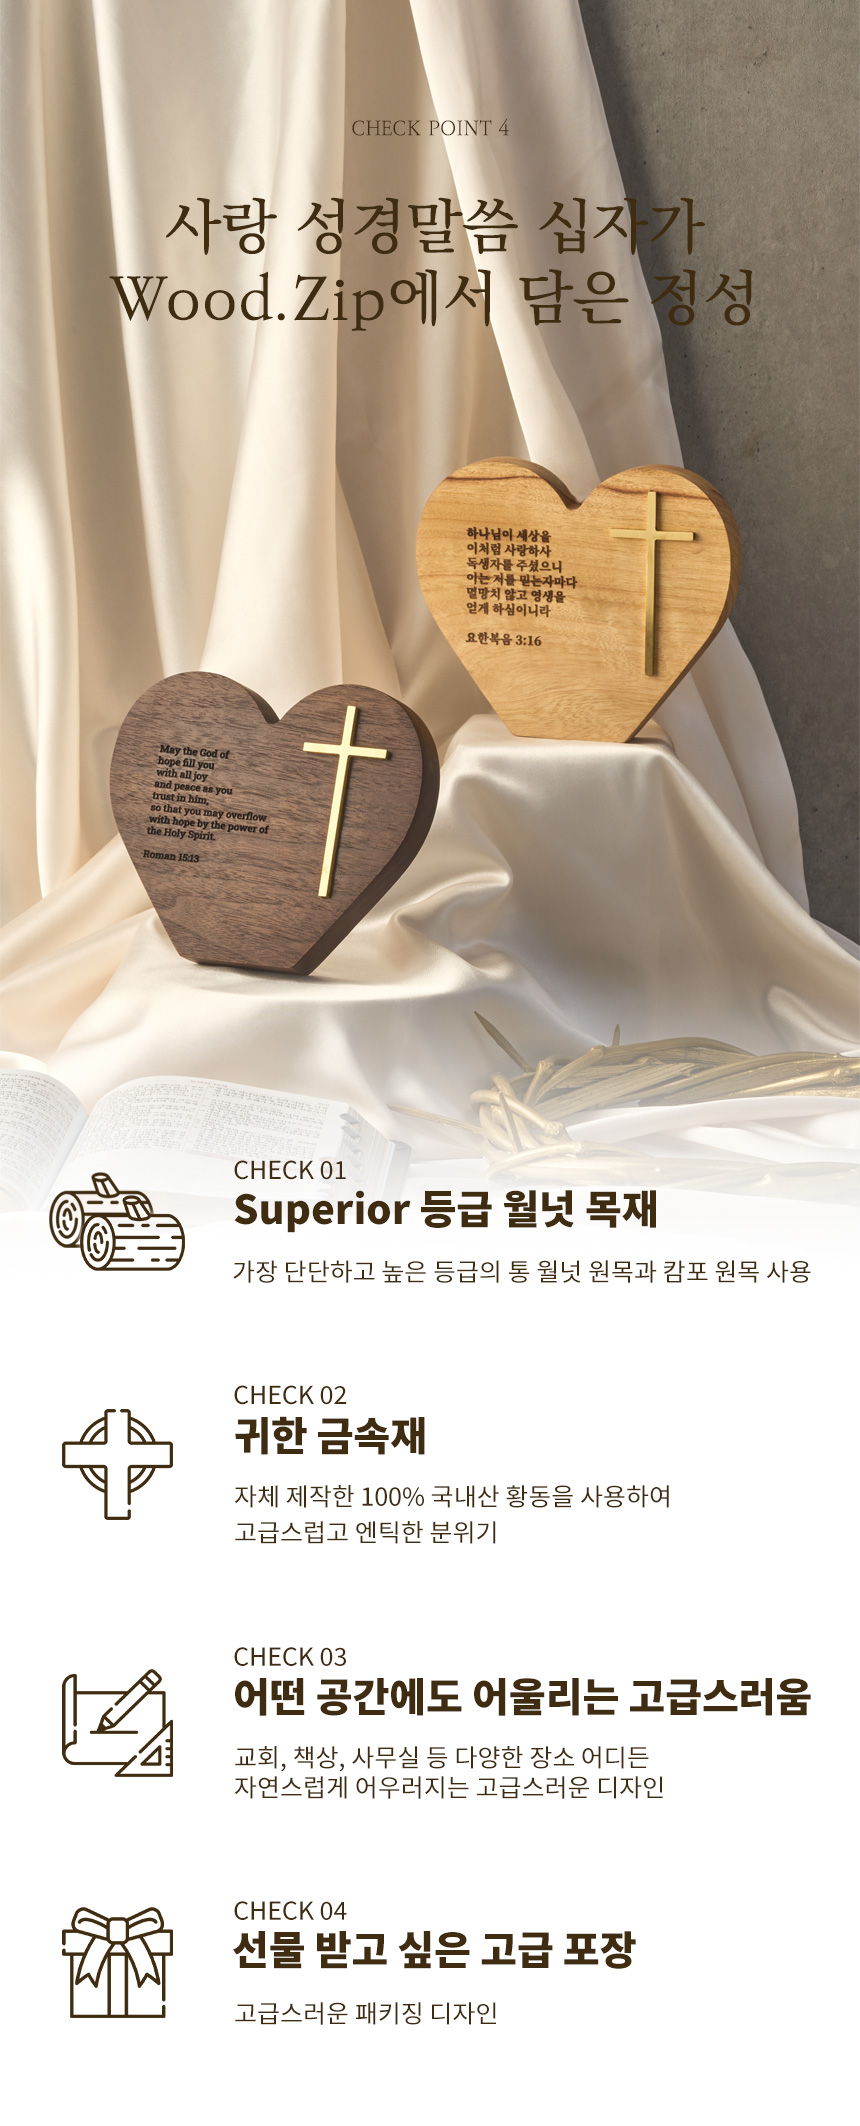 CHECK POINT 4
사랑 성경말씀 십자가
Wood.Zip에서 담은 정성
하나님이 세상을
이처럼 사랑하사
독생자를 주셨으니
이는 저를 믿는자마다
멸망치 않고 영생을
얻게 하심이니라
요한복음 3:16
May the God of
hope fill you
with all joy
and peace as you
trust in him,
so that you may overflow
with hope by the power of
the Holy Spirit.
Roman 15:13
CHECK 01
Superior 등급 월넛 목재
가장 단단하고 높은 등급의 통 월넛 원목과 캄포 원목 사용
CHECK 02
귀한 금속재
자체 제작한 100% 국내산 황동을 사용하여
고급스럽고 엔틱한 분위기
CHECK 03
어떤 공간에도 어울리는 고급스러움
교회, 책상, 사무실 등 다양한 장소 어디든
자연스럽게 어우러지는 고급스러운 디자인
CHECK 04
선물 받고 싶은 고급 포장
고급스러운 패키징 디자인